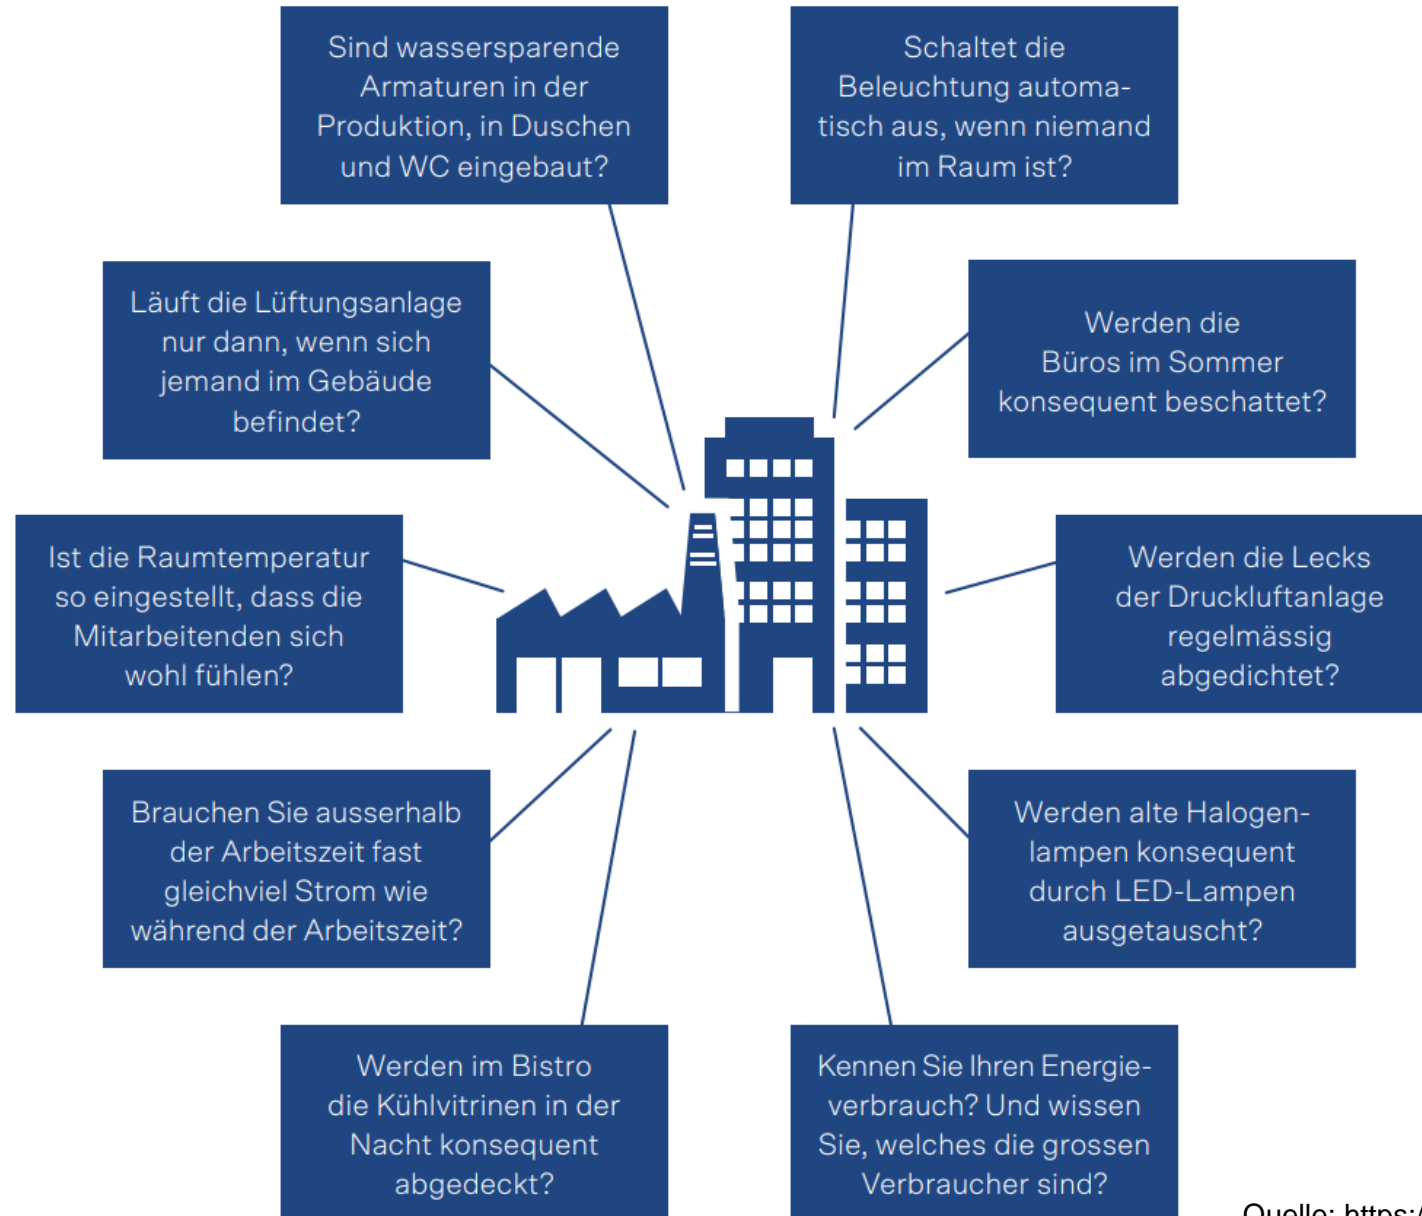 Sind wassersparende
Armaturen in der
Produktion, in Duschen
und WC eingebaut?
Schaltet die
Beleuchtung automa-
tisch aus, wenn niemand
im Raum ist?
Läuft die Lüftungsanlage
nur dann, wenn sich
jemand im Gebäude
befindet?
Werden die
Büros im Sommer
konsequent beschattet?
Ist die Raumtemperatur
so eingestellt, dass die
Mitarbeitenden sich
wohl fühlen?
Werden die Lecks
der Druckluftanlage
regelmässig
abgedichtet?
Brauchen Sie ausserhalb
der Arbeitszeit fast
gleichviel Strom wie
während der Arbeitszeit?
Werden alte Halogen-
lampen konsequent
durch LED-Lampen
ausgetauscht?
Werden im Bistro
die Kühlvitrinen in der
Nacht konsequent
abgedeckt?
Kennen Sie Ihren Energie-
verbrauch? Und wissen
Sie, welches die grossen
Verbraucher sind?
Quelle: https:/